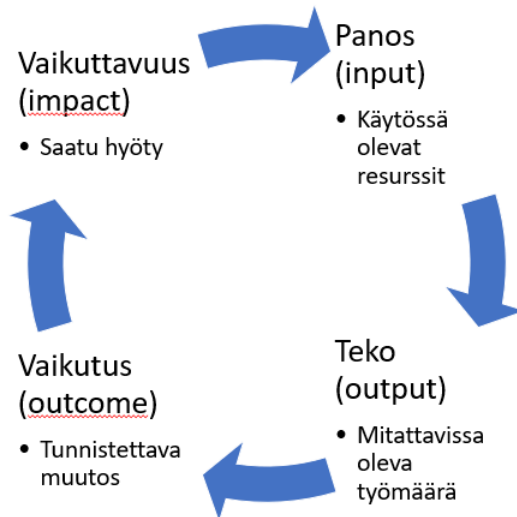 Vaikuttavuus
(impact)
• Saatu hyöty
Panos
(input)
• Käytössä
olevat
resurssit
Teko
(output)
• Mitattavissa
oleva
työmäärä
Vaikutus
(outcome)
• Tunnistettava
muutos